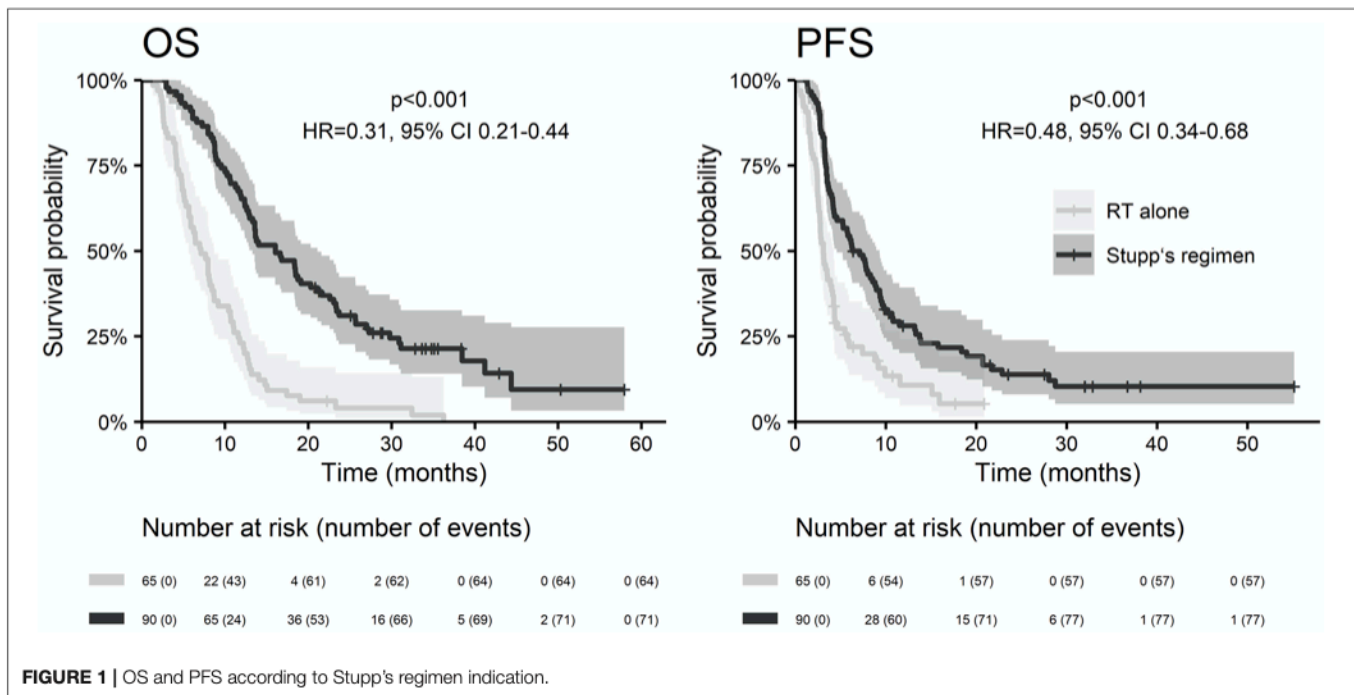 OS
PFS
100%
75%
50%
25%
0%
Survival probability
p<0.001
HR=0.31, 95% CI 0.21-0.44
0 10 20 30 40 50 60
Time (months)
100%
75%
50%
25%
0%
Survival probability
p<0.001
HR=0.48, 95% CI 0.34-0.68
RT alone
Stupp's regimen
0 10 20 30 40 50
Time (months)
Number at risk (number of events)
65 (0) 22 (43) 4 (61) 2 (62) 0 (64) 0 (64) 0 (64)
90 (0) 65 (24) 36 (53) 16 (66) 5 (69) 2 (71) 0 (71)
Number at risk (number of events)
65 (0) 6 (54) 1 (57) 0 (57) 0 (57) 0 (57)
90 (0) 28 (60) 15 (71) 6 (77) 1 (77) 1 (77)
FIGURE 1 | OS and PFS according to Stupp's regimen indication.